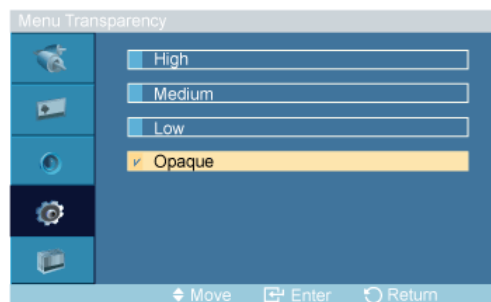 Menu Transparency
High
Medium
Low
Opaque
Move Enter Return